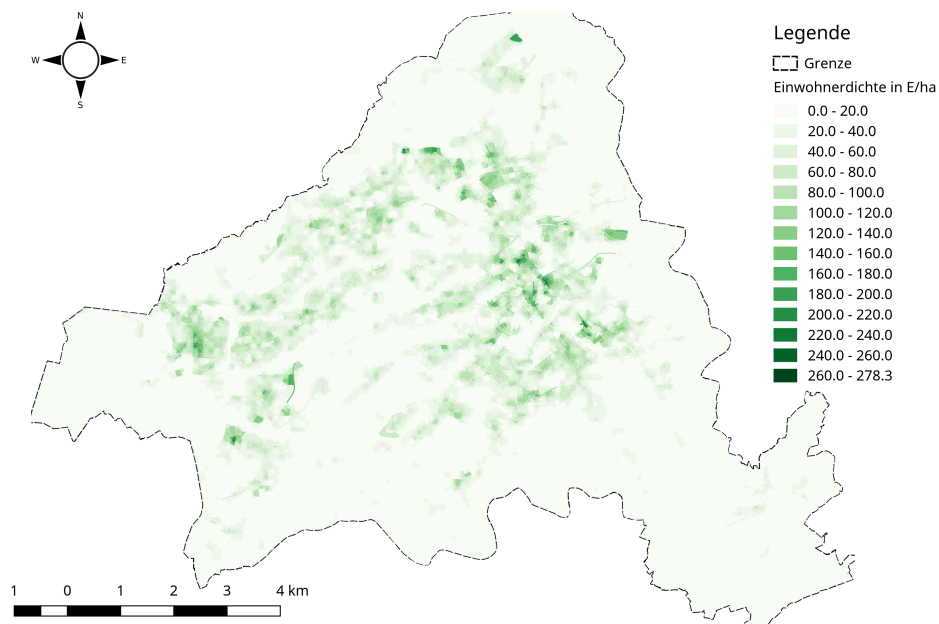 N
W E
S
Legende
Grenze
Einwohnerdichte in E/ha
0.0 - 20.0
20.0 - 40.0
40.0 - 60.0
60.0 - 80.0
80.0 - 100.0
100.0 - 120.0
120.0 - 140.0
140.0 - 160.0
160.0 - 180.0
180.0 - 200.0
200.0 - 220.0
220.0 - 240.0
240.0 - 260.0
260.0 - 278.3
1 0 1 2 3 4 km